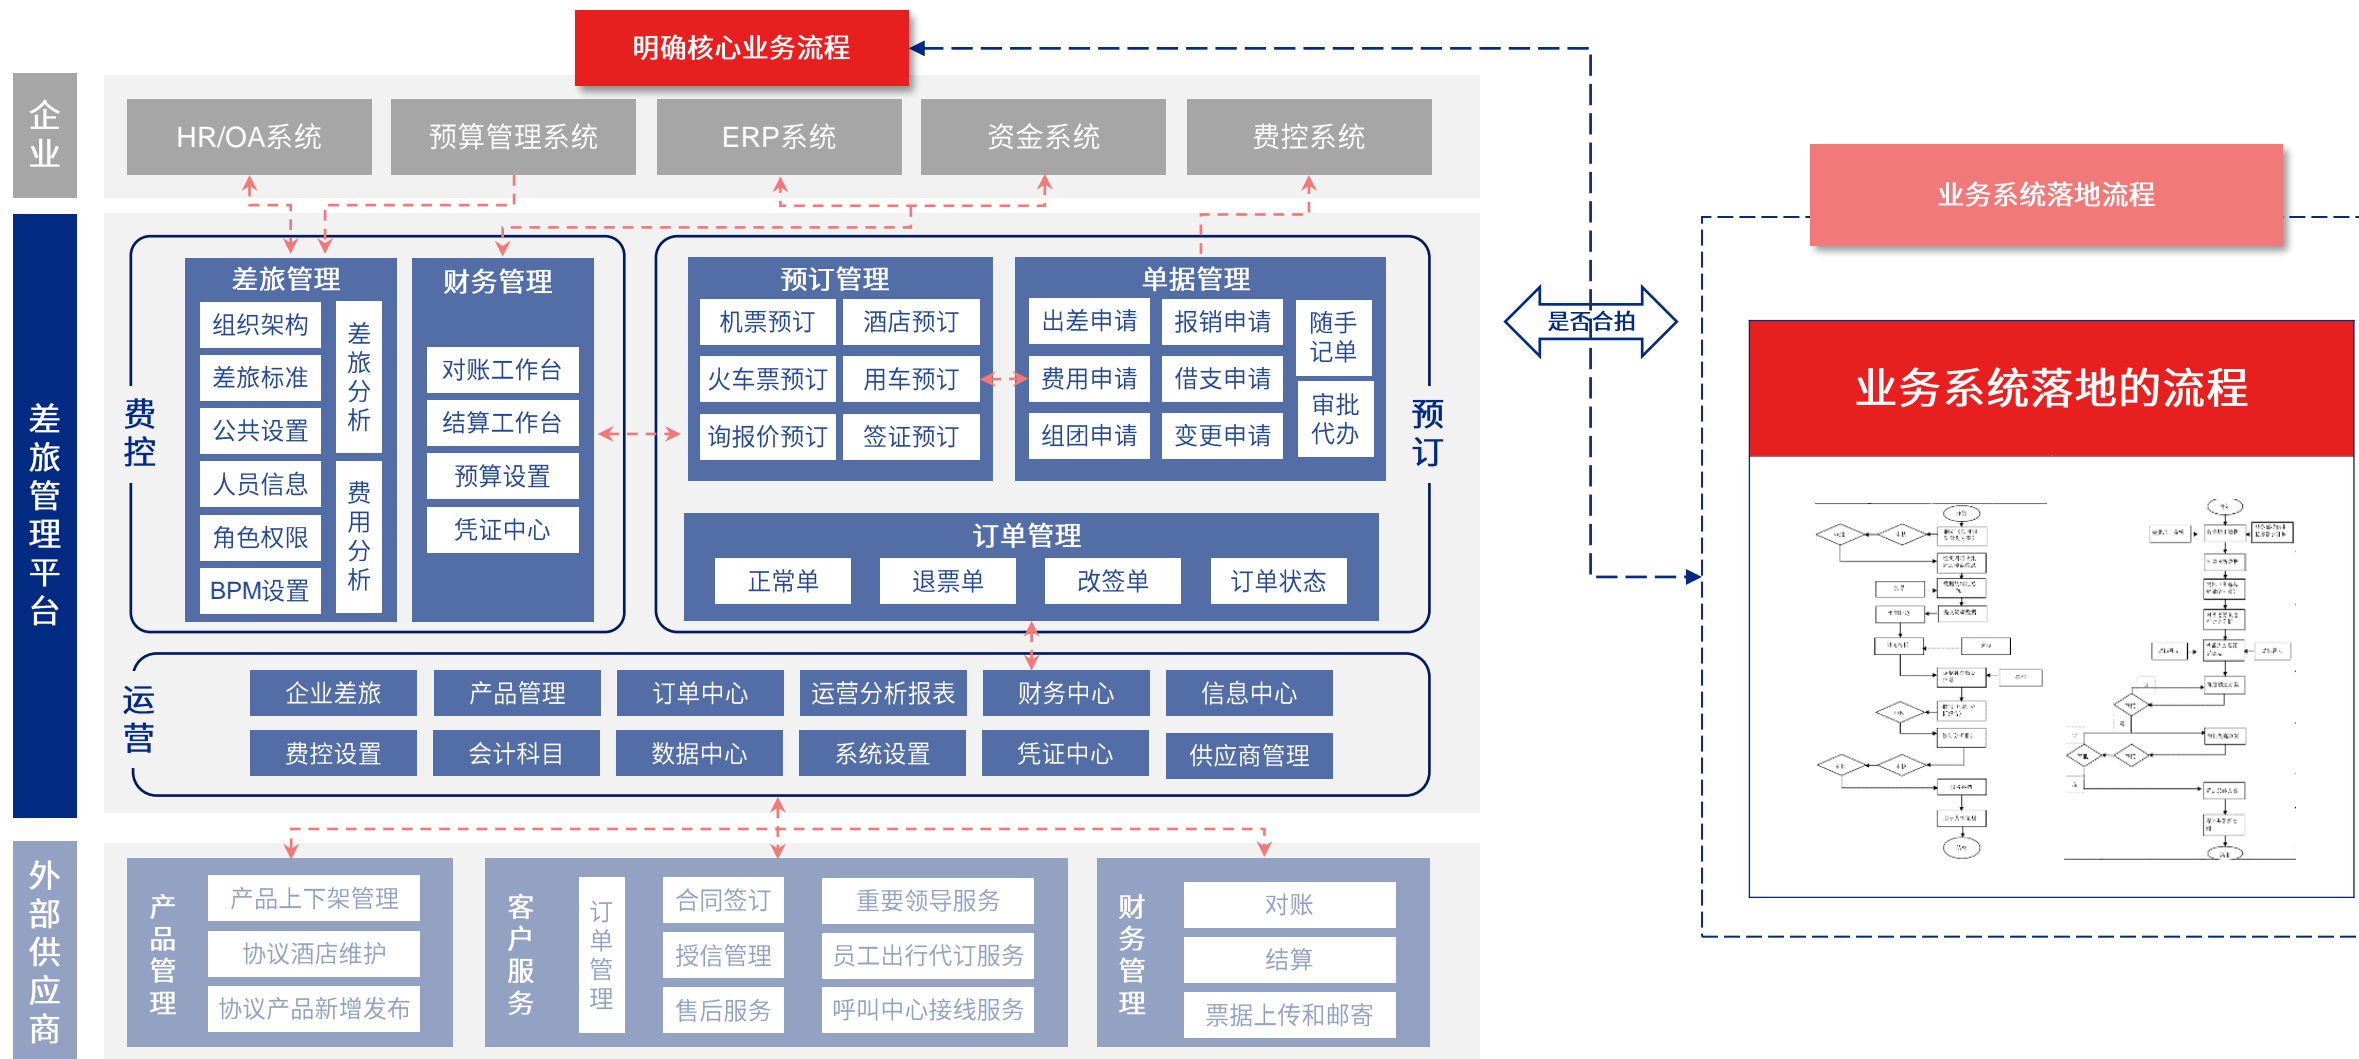 明确核心业务流程
企业
HR/OA系统
预算管理系统
ERP系统
资金系统
费控系统
差旅管理平台
费控
差旅管理
组织架构
差旅标准
公共设置
人员信息
角色权限
BPM设置
差旅分析
费用分析
财务管理
对账工作台
结算工作台
预算设置
凭证中心
预订
预订管理
机票预订
酒店预订
火车票预订
用车预订
询报价预订
签证预订
单据管理
出差申请
报销申请
费用申请
借支申请
组团申请
变更申请
随手
记单
审批
代办
订单管理
正常单
退票单
改签单
订单状态
运营
企业差旅
产品管理
订单中心
运营分析报表
财务中心
信息中心
费控设置
会计科目
数据中心
系统设置
凭证中心
供应商管理
外部供应商
产品管理
产品上下架管理
协议酒店维护
协议产品新增发布
客户服务
订单管理
合同签订
授信管理
售后服务
重要领导服务
员工出行代订服务
呼叫中心接线服务
财务管理
对账
结算
票据上传和邮寄
是否合拍
业务系统落地流程
业务系统落地的流程